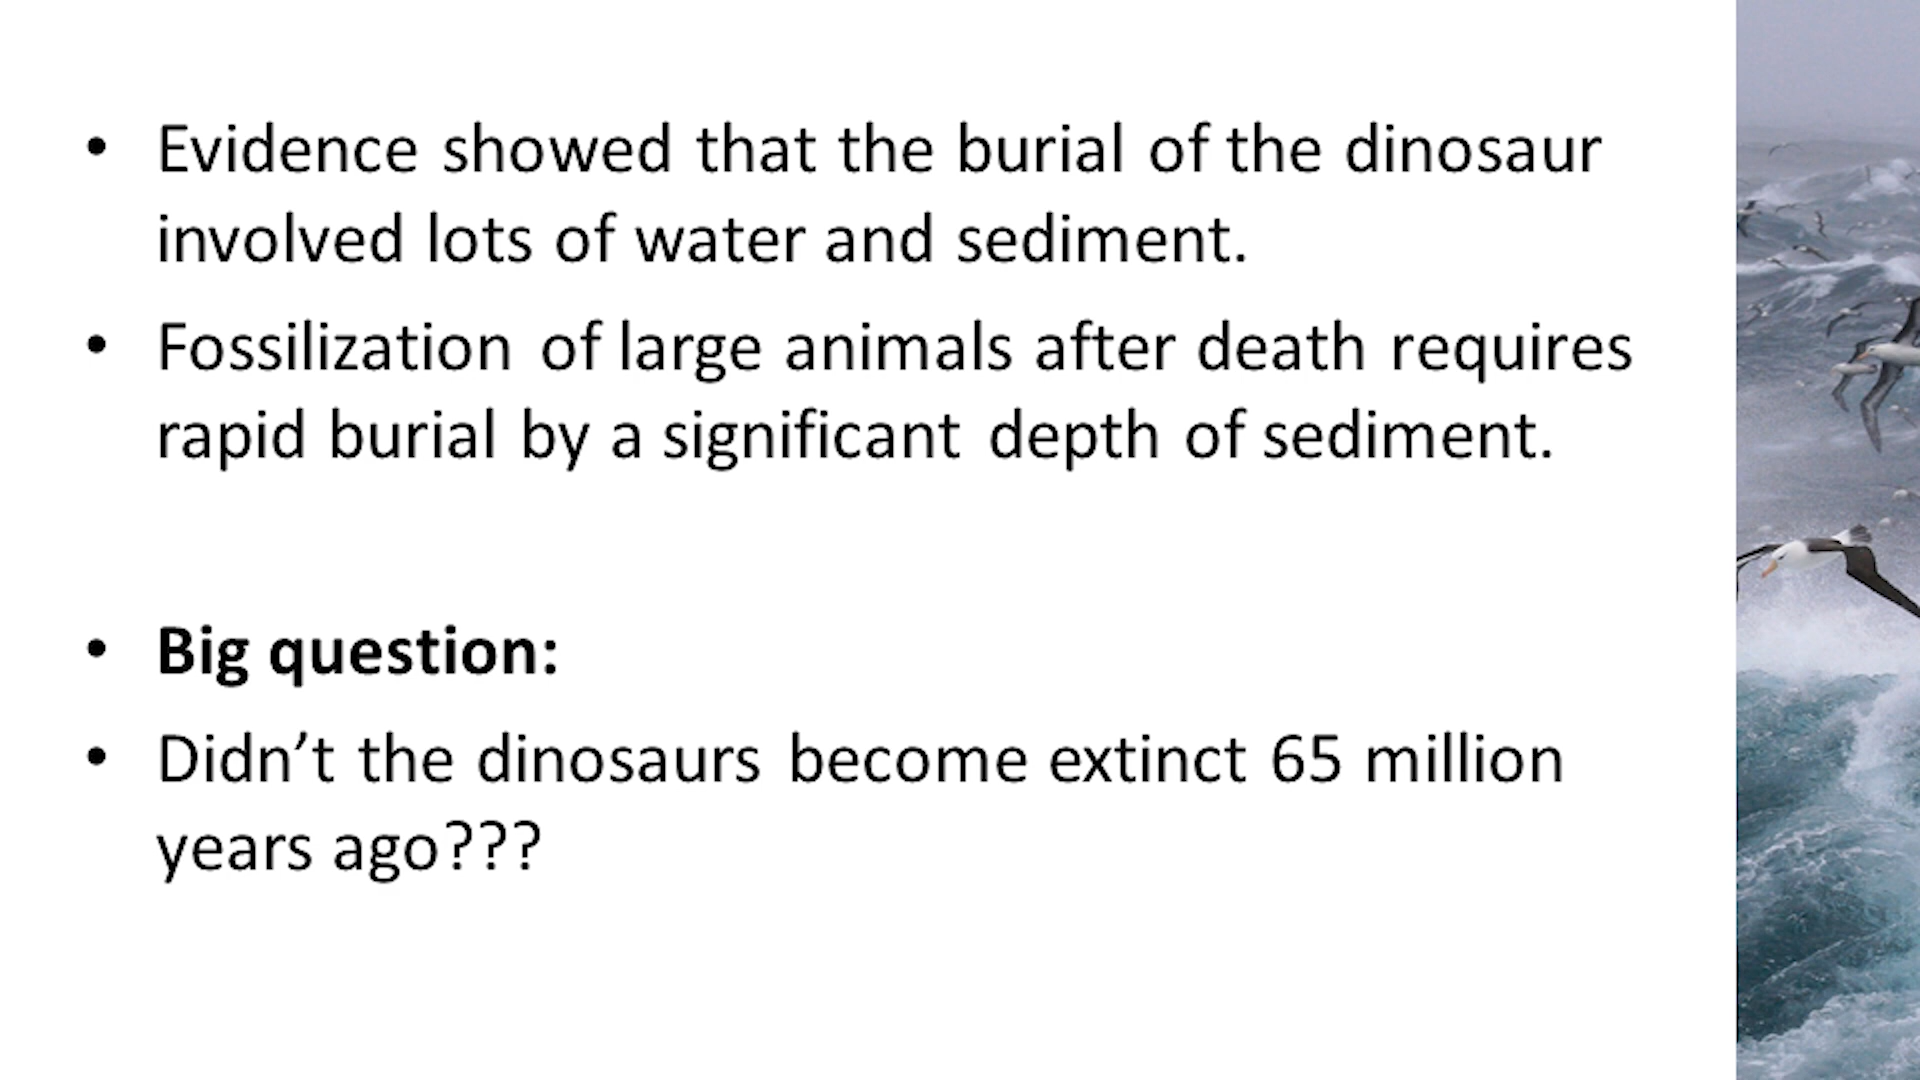 • Evidence showed that the burial of the dinosaur
involved lots of water and sediment.
• Fossilization of large animals after death requires
rapid burial by a significant depth of sediment.
• Big question:
• Didn’t the dinosaurs become extinct 65 million
years ago???